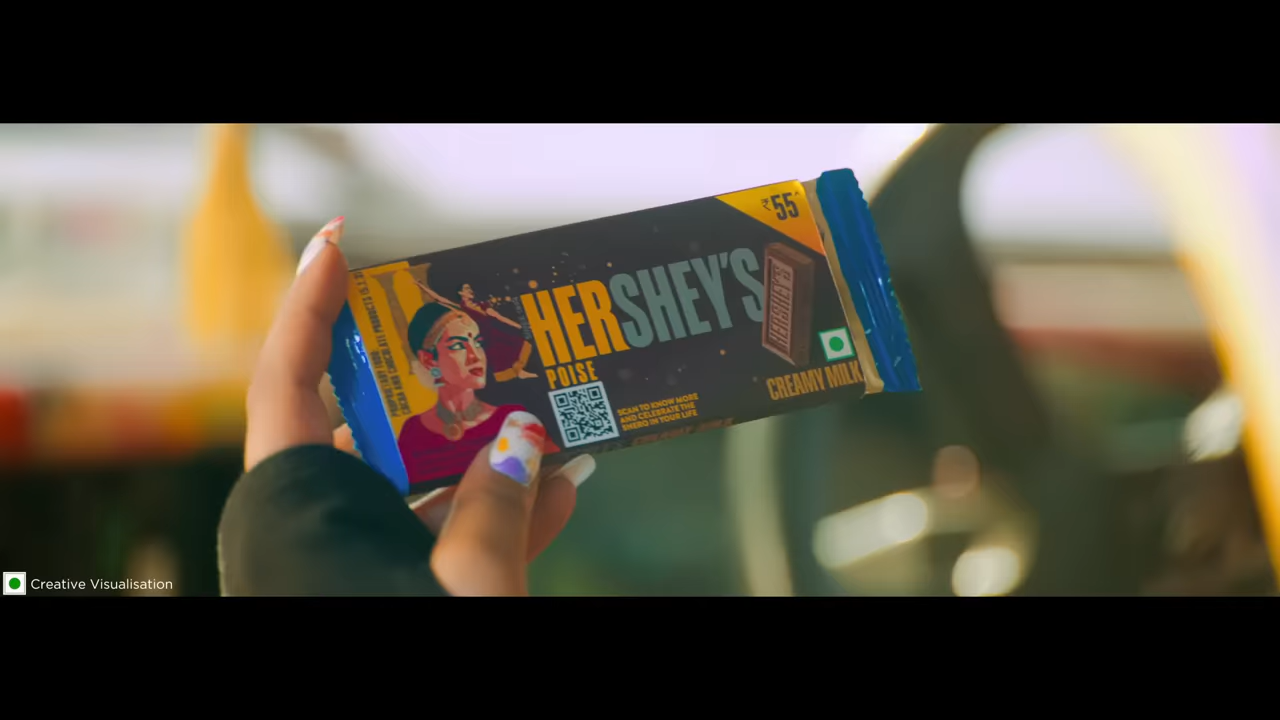 ₹55^
HERSHEY'S
POISE
HERSHEY'S
SCAN TO KNOW MORE
AND CELEBRATE THE
SHERO IN YOUR LIFE
CREAMY MILK
Creative Visualisation